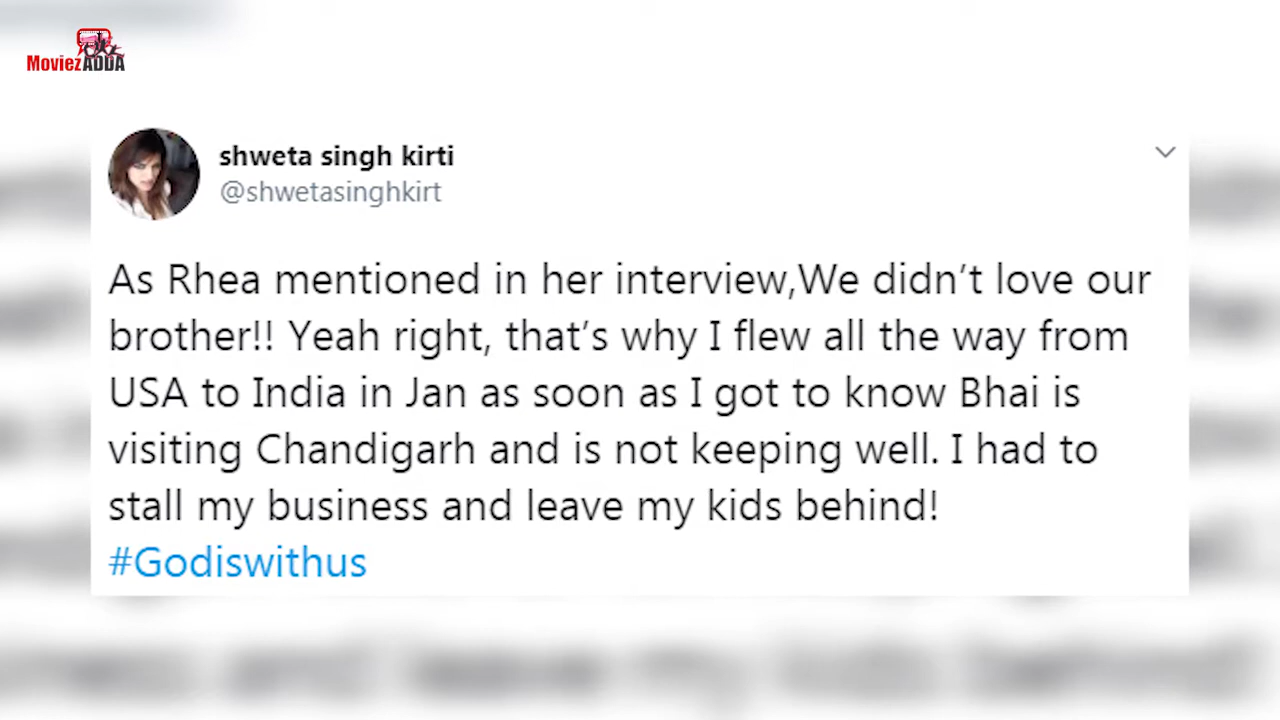 MoviezADDA
shweta singh kirti
@shwetasinghkirt
As Rhea mentioned in her interview,We didn't love our
brother!! Yeah right, that's why I flew all the way from
USA to India in Jan as soon as I got to know Bhai is
visiting Chandigarh and is not keeping well. I had to
stall my business and leave my kids behind!
#Godiswithus